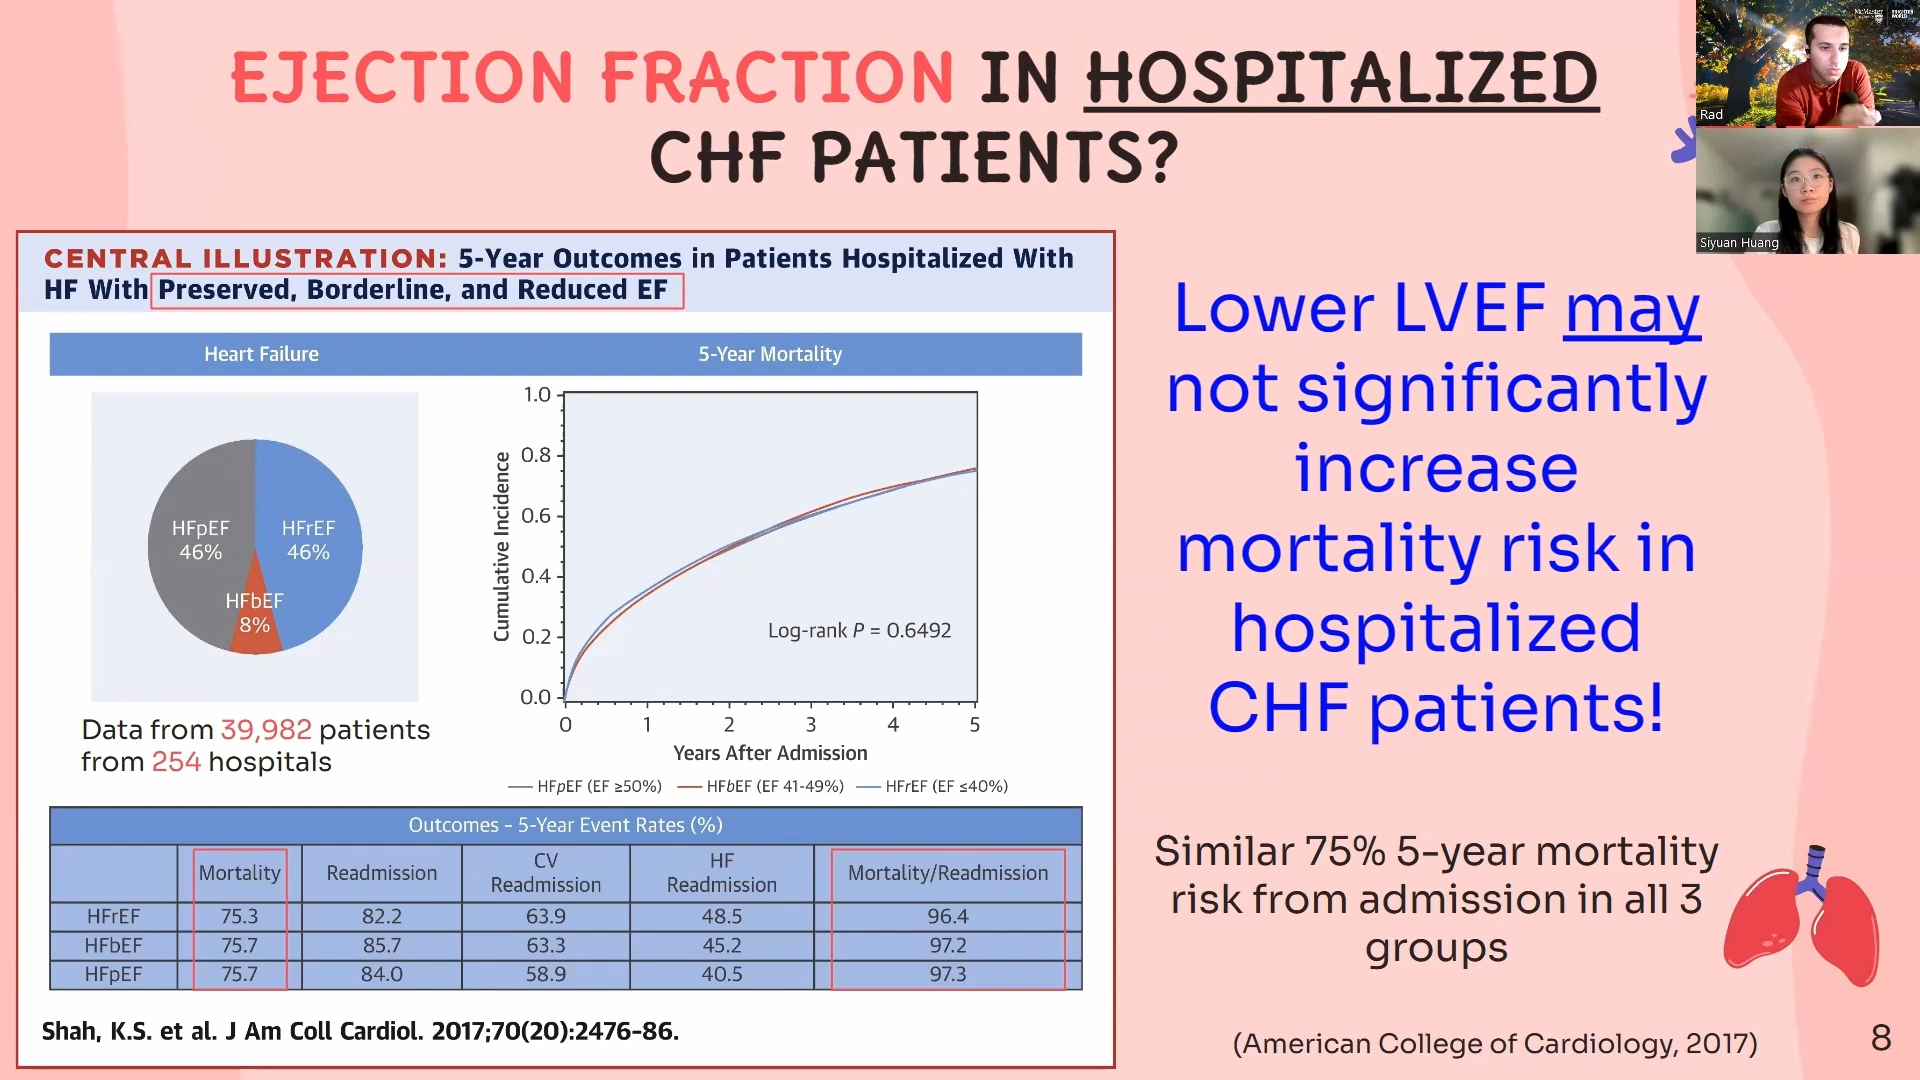 EJECTION FRACTION IN HOSPITALIZED
CHF PATIENTS?
McMaster
BRIGHTER
WORLD
Rad
Siyuan Huang
CENTRAL ILLUSTRATION: 5-Year Outcomes in Patients Hospitalized With
HF With Preserved, Borderline, and Reduced EF
Heart Failure
5-Year Mortality
HFpEF
46%
HFrEF
46%
HFbEF
8%
Data from 39,982 patients
from 254 hospitals
Cumulative Incidence
1.0
0.8
0.6
0.4
0.2
0.0
Log-rank P = 0.6492
0 1 2 3 4 5
Years After Admission
HFpEF (EF ≥50%) HFbEF (EF 41-49%) HFrEF (EF ≤40%)
Outcomes - 5-Year Event Rates (%)
Mortality Readmission CV Readmission HF Readmission Mortality/Readmission
HFrEF 75.3 82.2 63.9 48.5 96.4
HFbEF 75.7 85.7 63.3 45.2 97.2
HFpEF 75.7 84.0 58.9 40.5 97.3
Shah, K.S. et al. J Am Coll Cardiol. 2017;70(20):2476-86.
Lower LVEF may
not significantly
increase
mortality risk in
hospitalized
CHF patients!
Similar 75% 5-year mortality
risk from admission in all 3
groups
(American College of Cardiology, 2017)
8